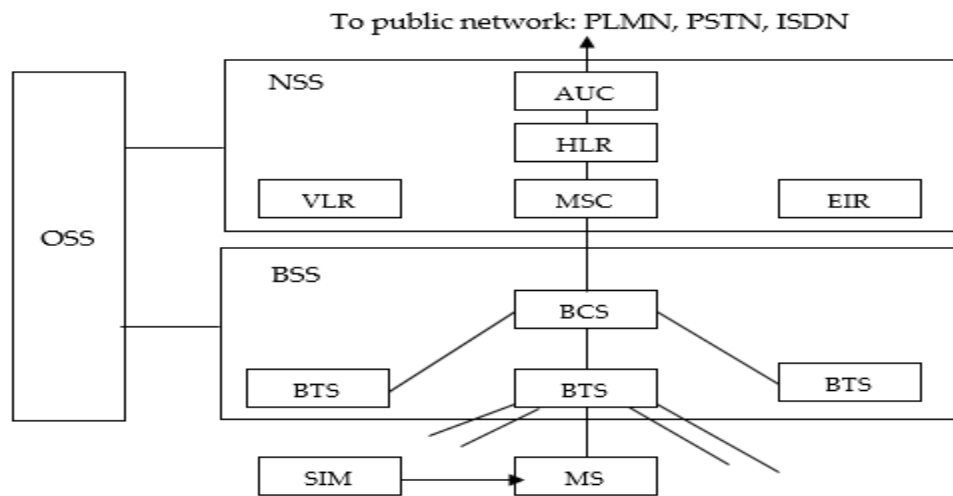 To public network: PLMN, PSTN, ISDN
NSS
AUC
HLR
VLR
MSC
EIR
OSS
BSS
BCS
BTS
BTS
BTS
SIM
MS